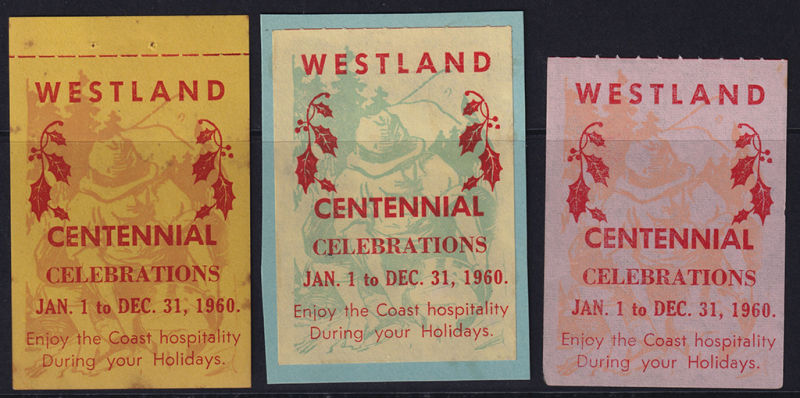 WESTLAND
CENTENNIAL
CELEBRATIONS
JAN. 1 to DEC. 31, 1960.
Enjoy the Coast hospitality
During your Holidays.
WESTLAND
CENTENNIAL
CELEBRATIONS
JAN. 1 to DEC. 31, 1960.
Enjoy the Coast hospitality
During your Holidays.
WESTLAND
CENTENNIAL
CELEBRATIONS
JAN. 1 to DEC. 31, 1960.
Enjoy the Coast hospitality
During your Holidays.